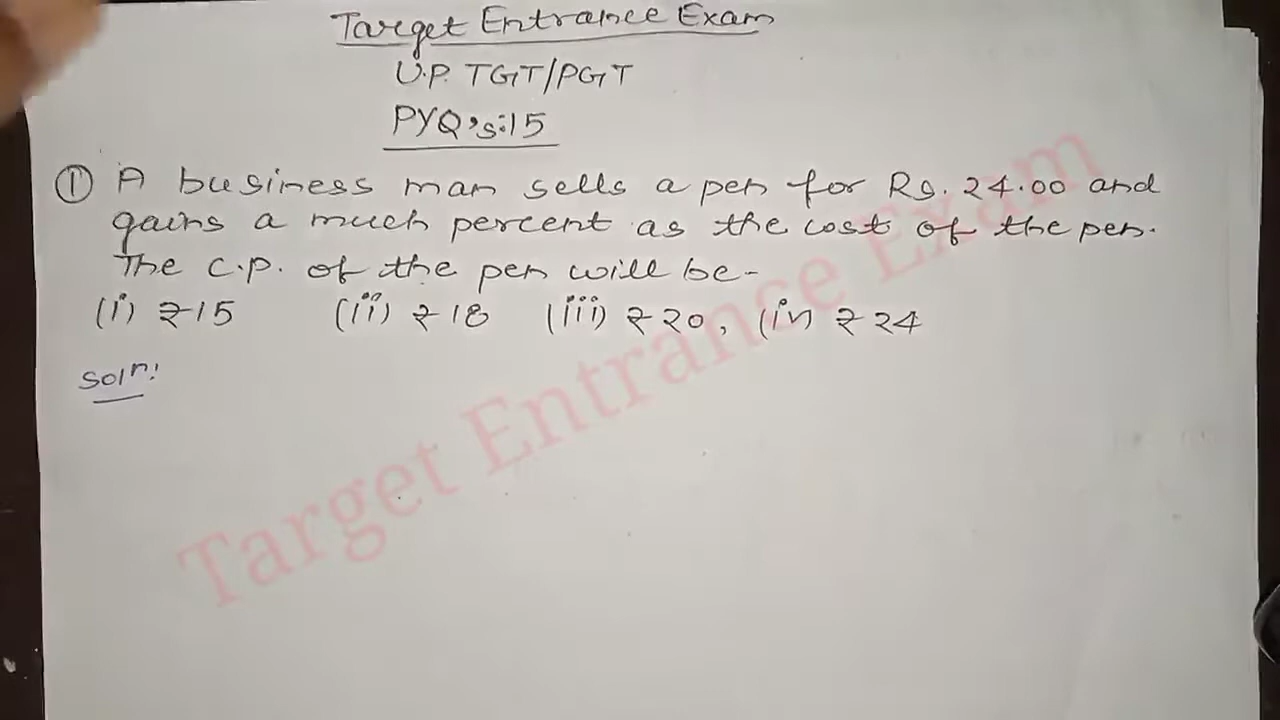 Target Entrance Exam
U.P. TGT/PGT
PYQ's:15
① A business man sells a pen for Rs. 24.00 and
gains a much percent as the cost of the pen.
The C.P. of the pen will be-
(i) ₹15 (ii) ₹18 (iii) ₹20, (iv) ₹24
Solⁿ:
Target Entrance Exam